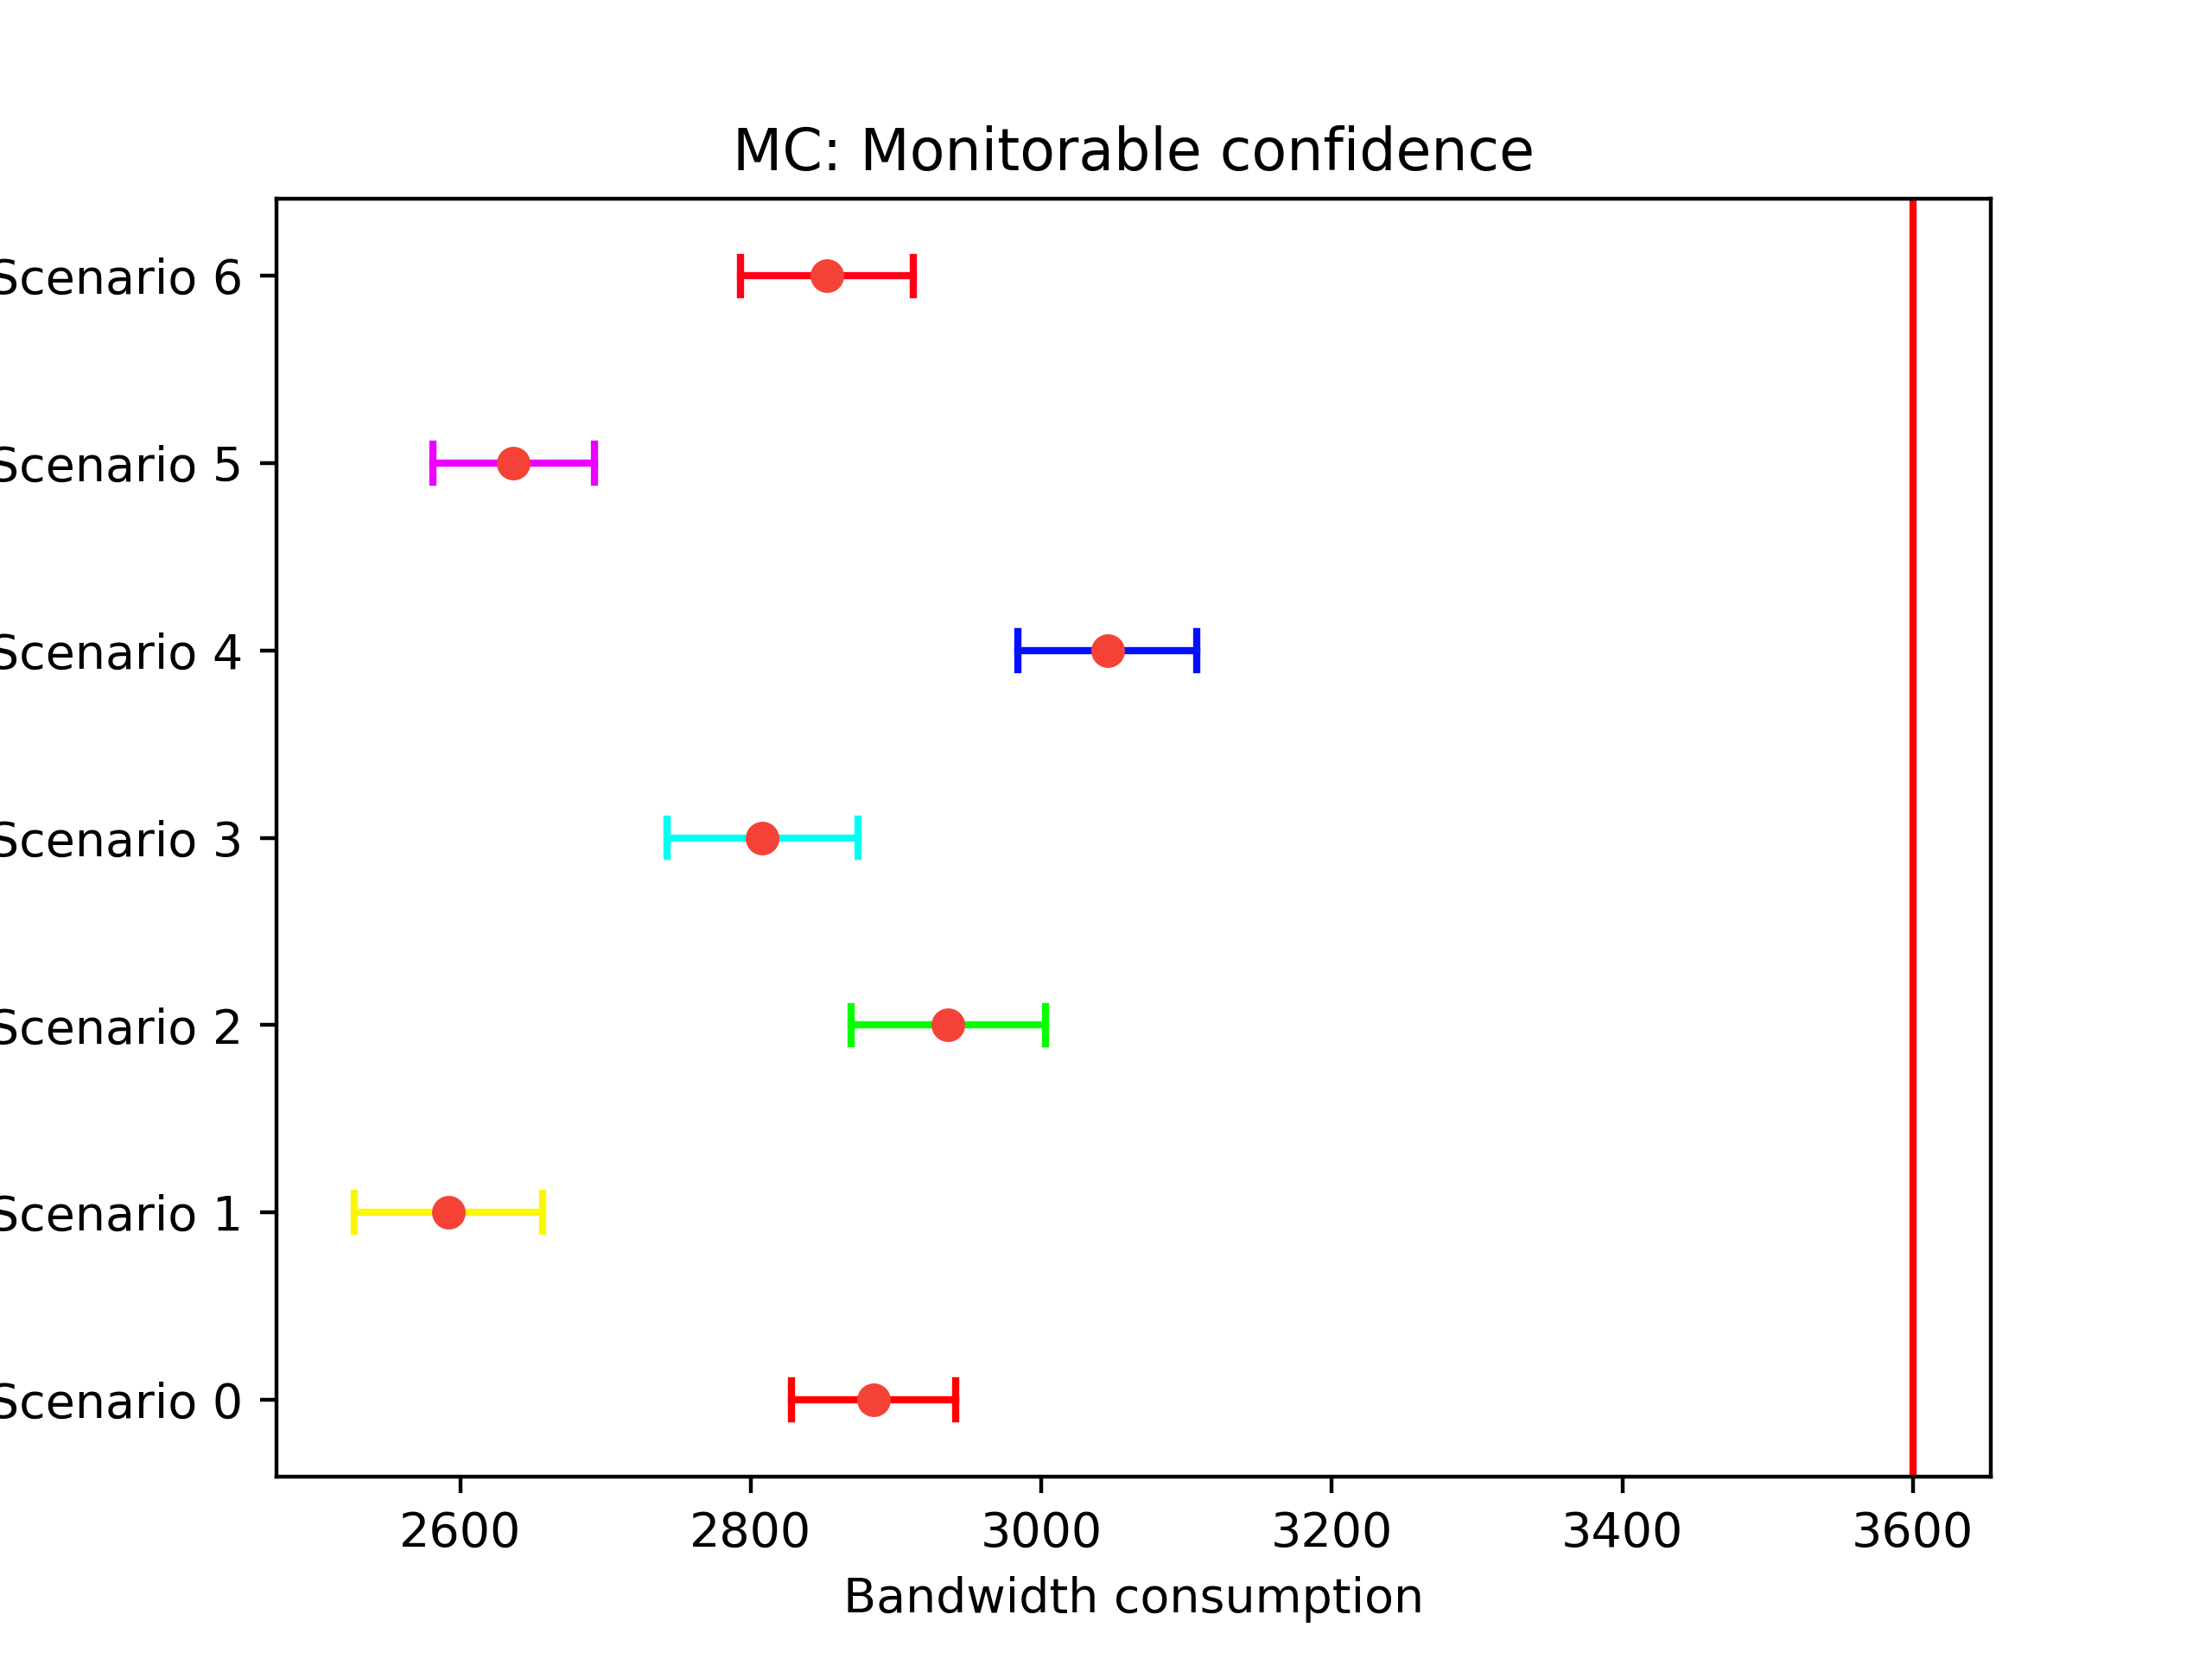 MC: Monitorable confidence
Scenario 6
Scenario 5
Scenario 4
Scenario 3
Scenario 2
Scenario 1
Scenario 0
2600 2800 3000 3200 3400 3600
Bandwidth consumption